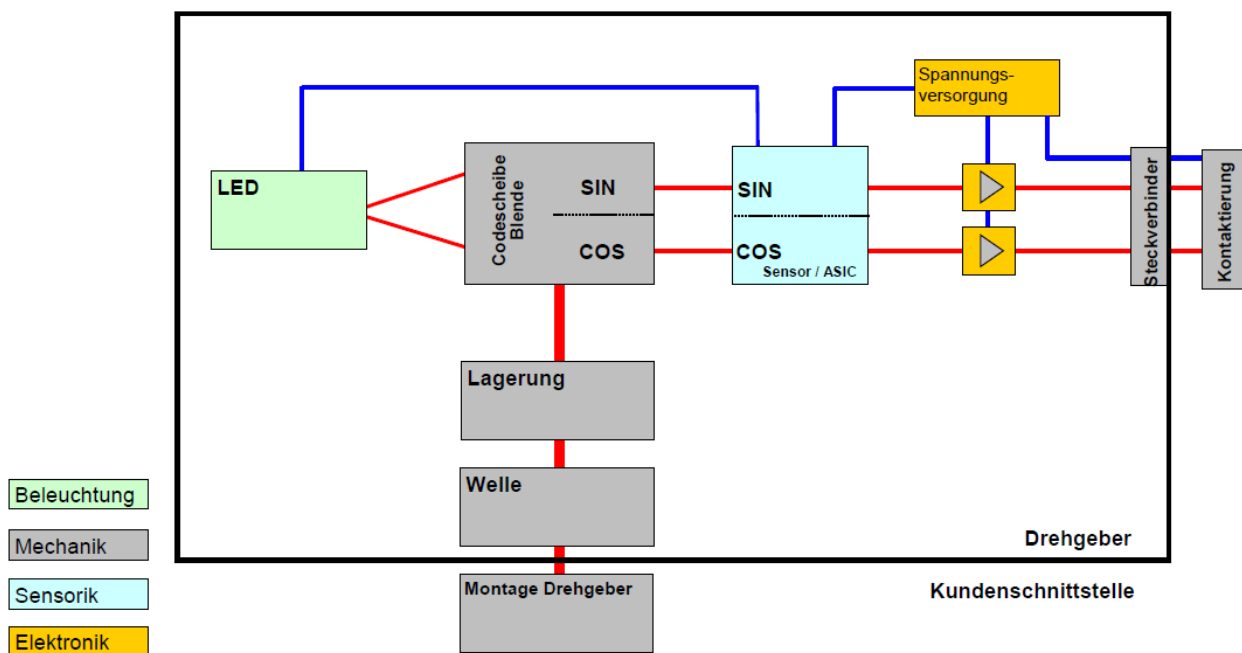 Spannungs-
versorgung
LED
Codescheibe
Blende
SIN
COS
SIN
COS
Sensor / ASIC
Steckverbinder
Kontaktierung
Lagerung
Welle
Montage Drehgeber
Drehgeber
Kundenschnittstelle
Beleuchtung
Mechanik
Sensorik
Elektronik